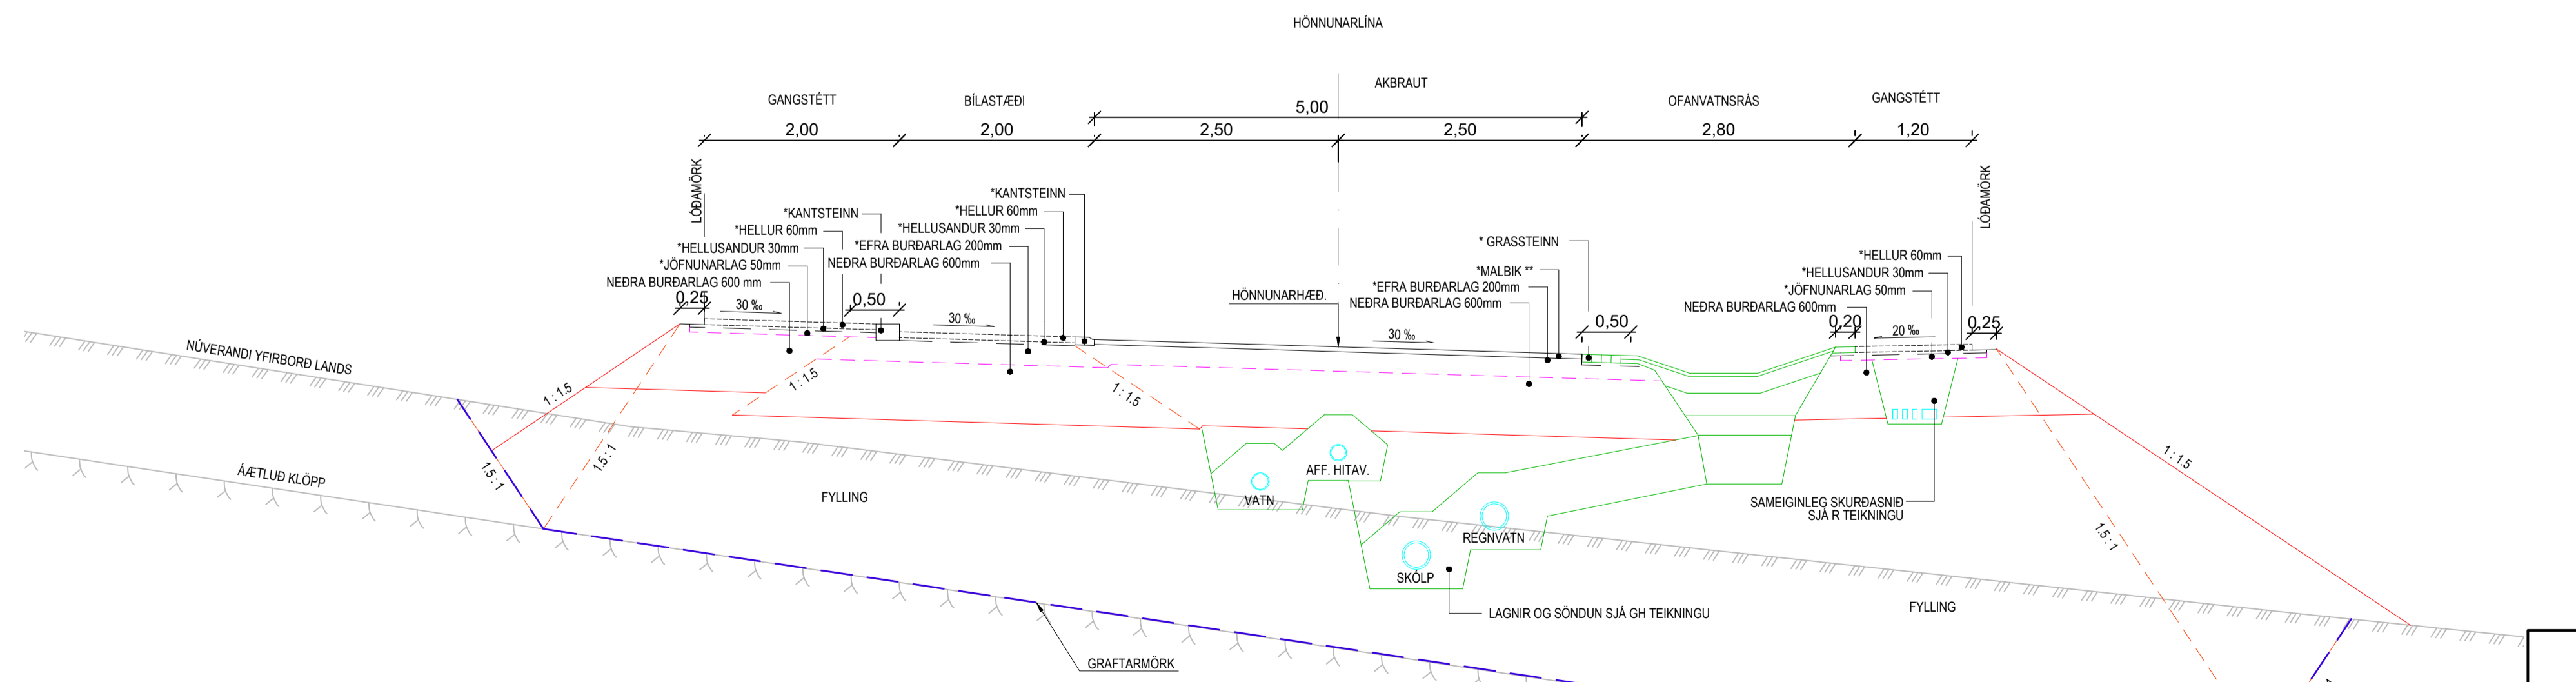 HÖNNUNARLÍNA
AKBRAUT
GANGSTÉTT
BÍLASTÆÐI
OFANVATNSRÁS
GANGSTÉTT
5,00
2,00
2,00
2,50
2,50
2,80
1,20
LÓÐAMÖRK
LÓÐAMÖRK
*KANTSTEINN
*HELLUR 60mm
*HELLUSANDUR 30mm
*JÖFNUNARLAG 50mm
NEÐRA BURÐARLAG 600 mm
0,25
30 ‰
0,50
*KANTSTEINN
*HELLUR 60mm
*HELLUSANDUR 30mm
*EFRA BURÐARLAG 200mm
NEÐRA BURÐARLAG 600mm
30 ‰
HÖNNUNARHÆÐ.
30 ‰
* GRASSTEINN
*MALBIK **
*EFRA BURÐARLAG 200mm
NEÐRA BURÐARLAG 600mm
0,50
*HELLUR 60mm
*HELLUSANDUR 30mm
*JÖFNUNARLAG 50mm
NEÐRA BURÐARLAG 600mm
0,20
20 ‰
0,25
NÚVERANDI YFIRBORÐ LANDS
1 : 1.5
1 : 1.5
1 : 1.5
1 : 1.5
1.5 : 1
1.5 : 1
1.5 : 1
ÁÆTLUÐ KLÖPP
FYLLING
AFF. HITAV.
VATN
REGNVATN
SKÓLP
SAMEIGINLEG SKURÐASNIÐ
SJÁ R TEIKNINGU
LAGNIR OG SÖNDUN SJÁ GH TEIKNINGU
FYLLING
GRAFTARMÖRK